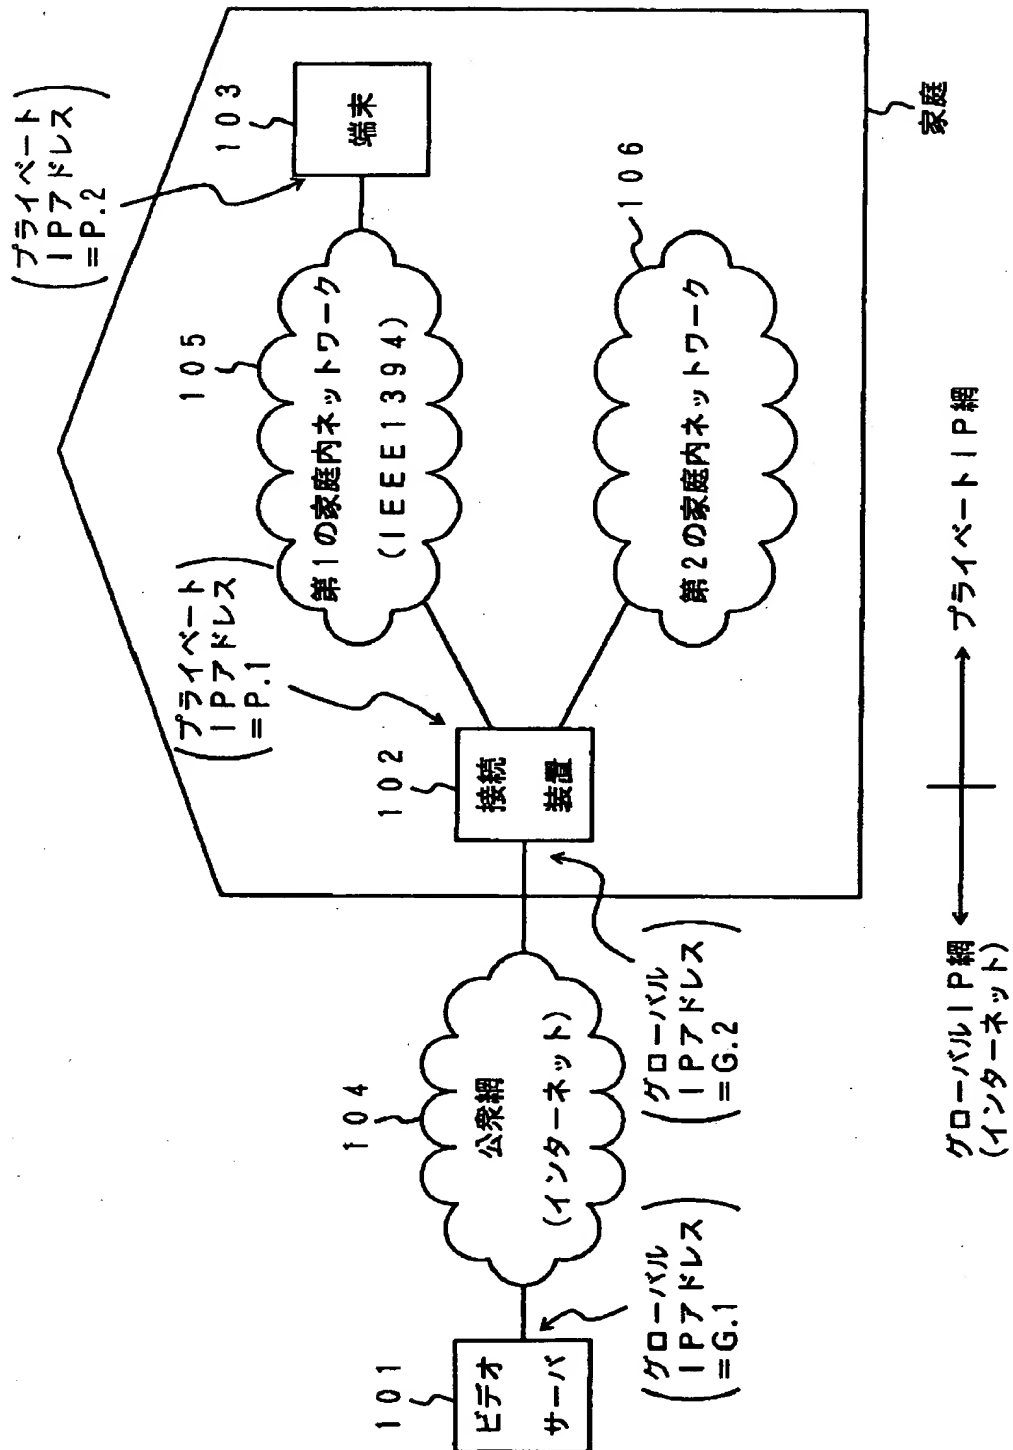 101
ビデオ
サーバ
(グローバル
IPアドレス
=G.1)
104
公衆網
(インターネット)
(グローバル
IPアドレス
=G.2)
102
接続
装置
(プライベート
IPアドレス
=P.1)
105
第1の家庭内ネットワーク
(IEEE1394)
106
第2の家庭内ネットワーク
(プライベート
IPアドレス
=P.2)
103
端末
家庭
グローバルIP網
(インターネット)
プライベートIP網